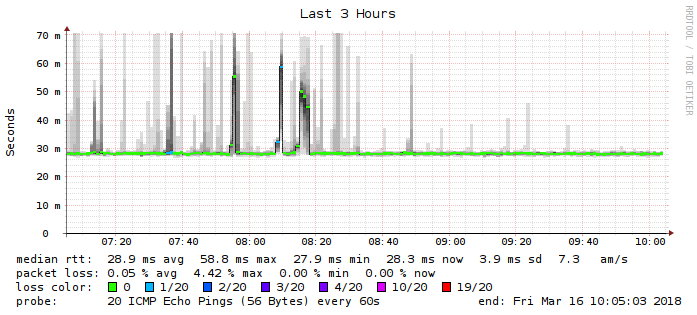 Last 3 Hours
RRDTOOL / TOBI OETIKER
Seconds
70 m
60 m
50 m
40 m
30 m
20 m
10 m
0
07:20 07:40 08:00 08:20 08:40 09:00 09:20 09:40 10:00
median rtt: 28.9 ms avg 58.8 ms max 27.9 ms min 28.3 ms now 3.9 ms sd 7.3 am/s
packet loss: 0.05 % avg 4.42 % max 0.00 % min 0.00 % now
loss color: 0 1/20 2/20 3/20 4/20 10/20 19/20
probe: 20 ICMP Echo Pings (56 Bytes) every 60s end: Fri Mar 16 10:05:03 2018